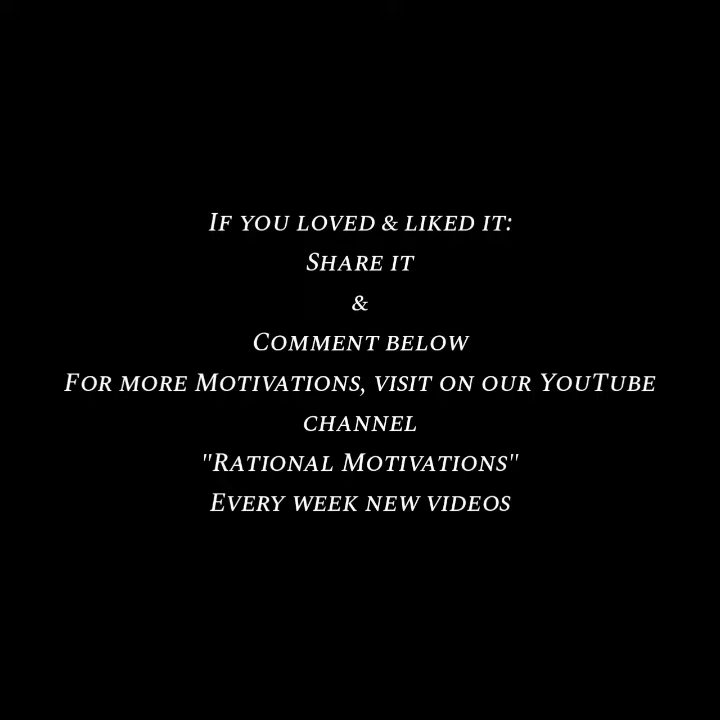 If you loved & liked it:
Share it
&
Comment below
For more Motivations, visit on our YouTube
channel
"Rational Motivations"
Every week new videos